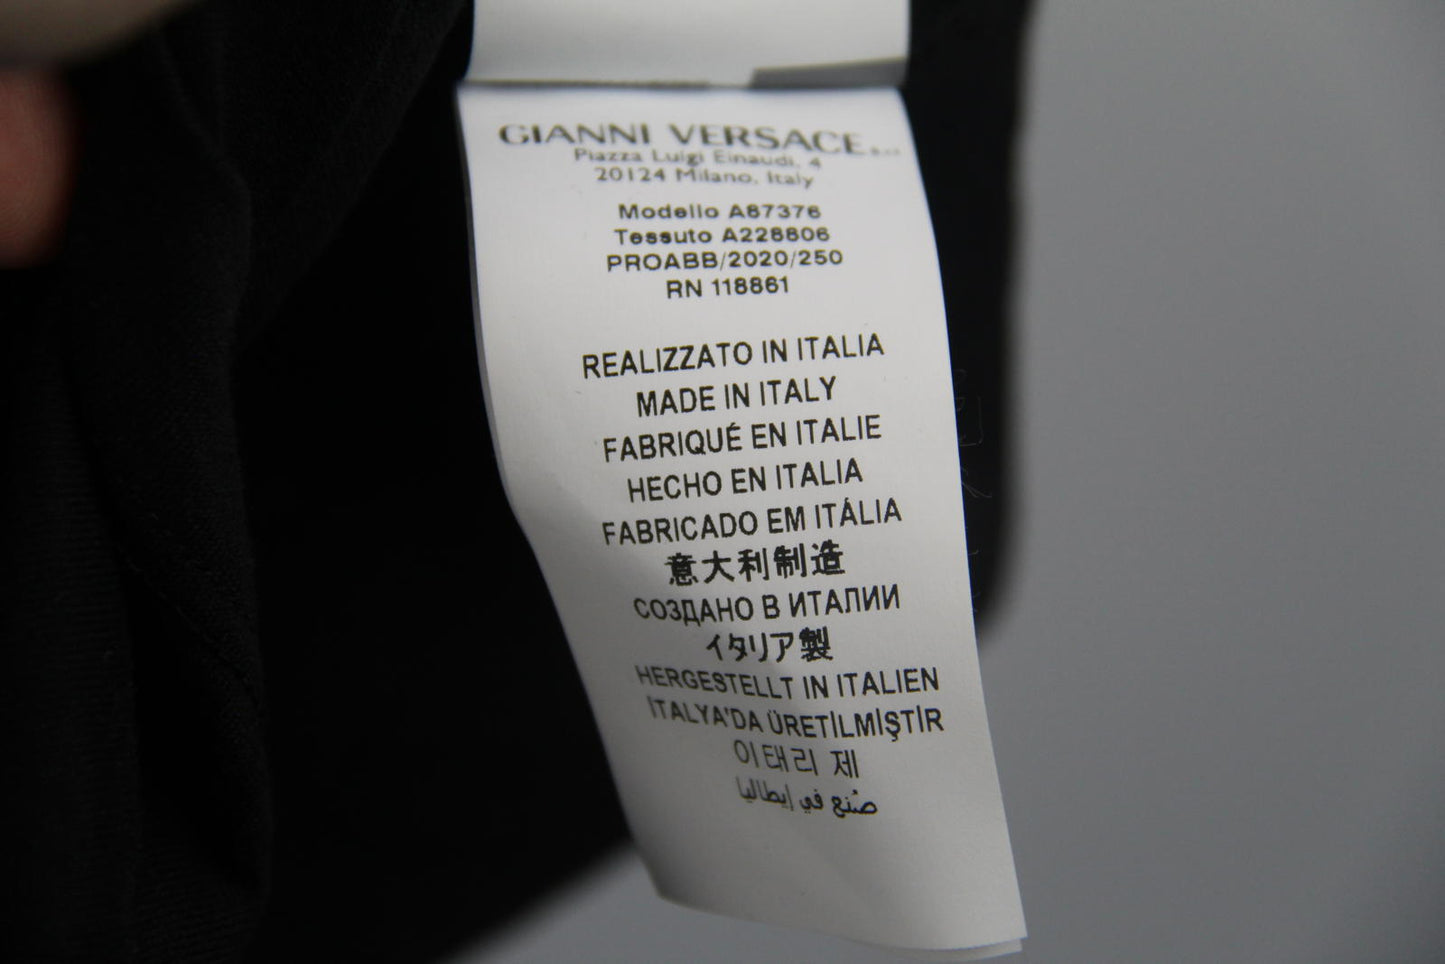 GIANNI VERSACE
Piazza Luigi Einaudi, 4
20124 Milano, Italy
Modello A87376
Tessuto A228806
PROABB/2020/250
RN 118861
REALIZZATO IN ITALIA
MADE IN ITALY
FABRIQUÉ EN ITALIE
HECHO EN ITALIA
FABRICADO EM ITÁLIA
意大利制造
СОЗДАНО В ИТАЛИИ
イタリア製
HERGESTELLT IN ITALIEN
İTALYA'DA ÜRETİLMİŞTİR
이태리 제
صُنع في إيطاليا